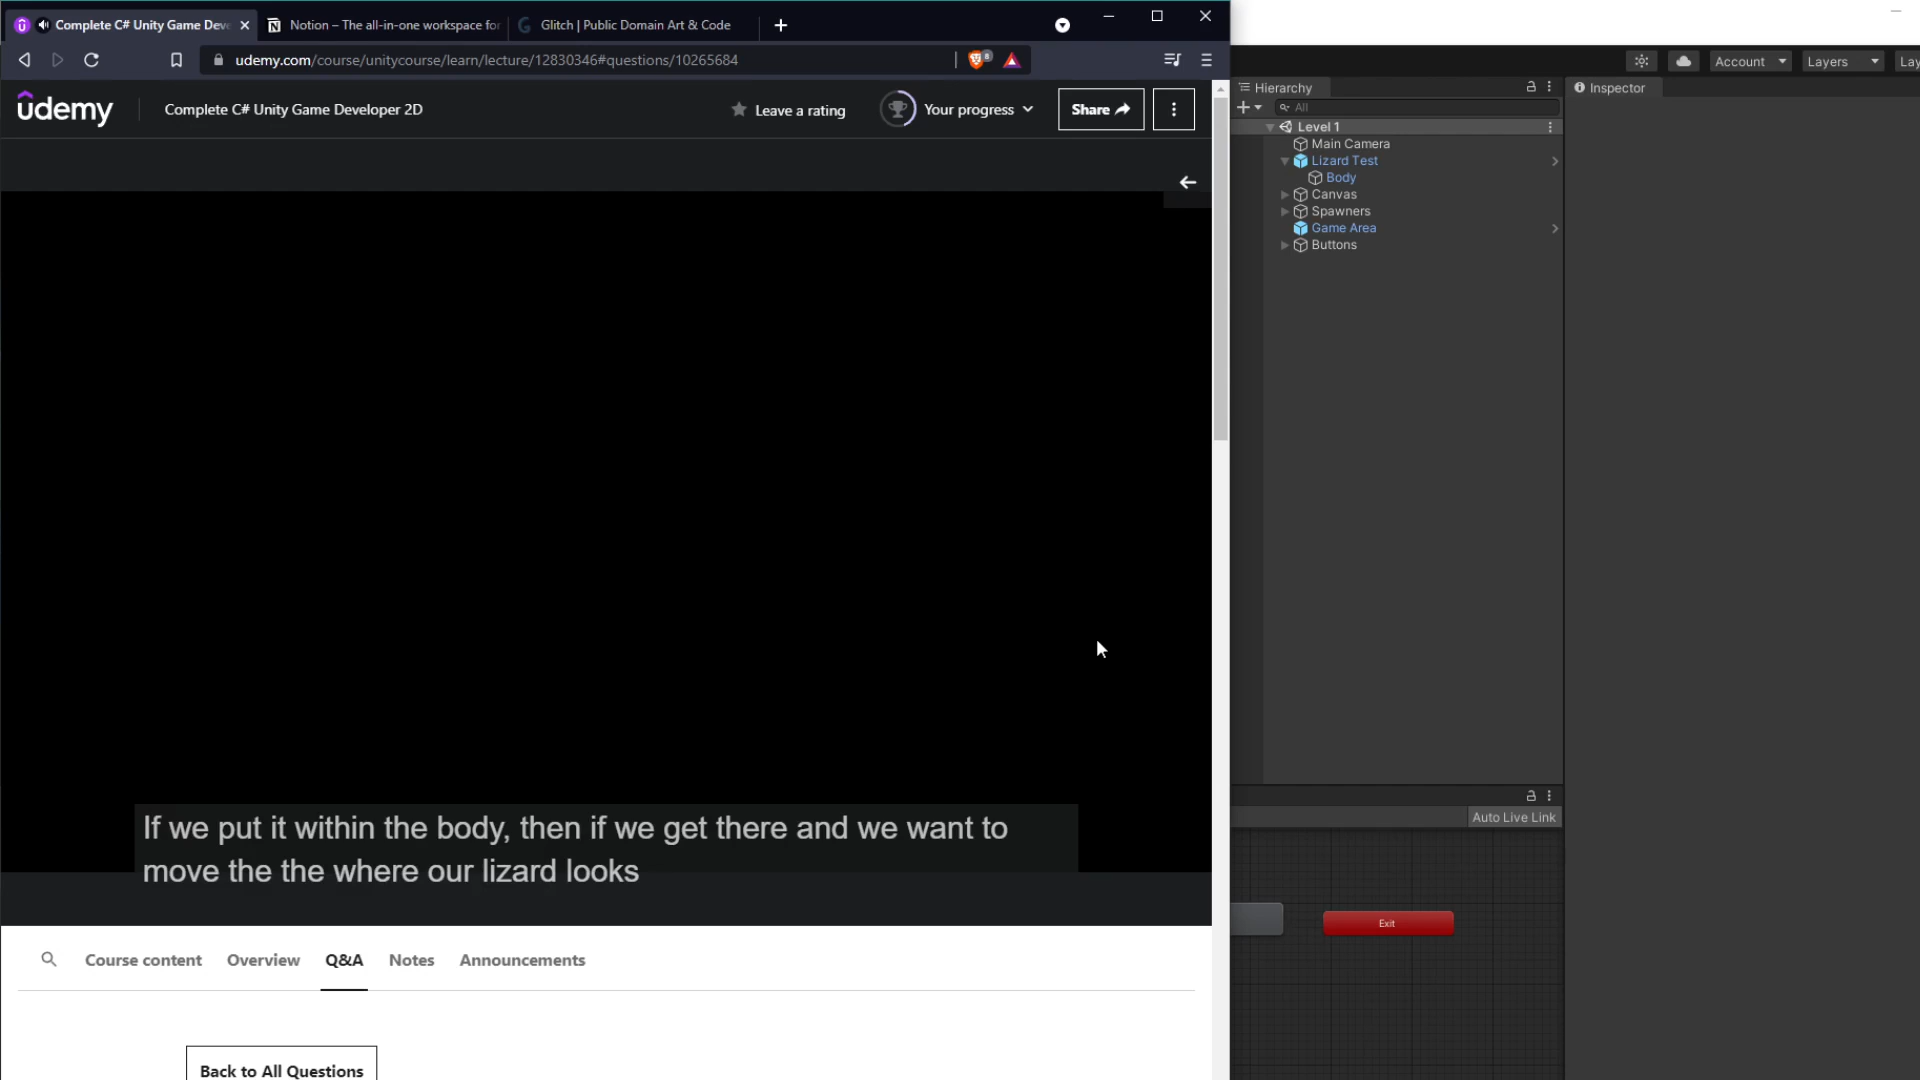 Complete C# Unity Game Deve
Notion – The all-in-one workspace for
Glitch | Public Domain Art & Code
udemy.com/course/unitycourse/learn/lecture/12830346#questions/10265684
8
Account
Layers
Lay
udemy
Complete C# Unity Game Developer 2D
Leave a rating
Your progress
Share
Hierarchy
Inspector
All
Level 1
Main Camera
Lizard Test
Body
Canvas
Spawners
Game Area
Buttons
Auto Live Link
If we put it within the body, then if we get there and we want to
move the the where our lizard looks
Exit
Course content
Overview
Q&A
Notes
Announcements
Back to All Questions